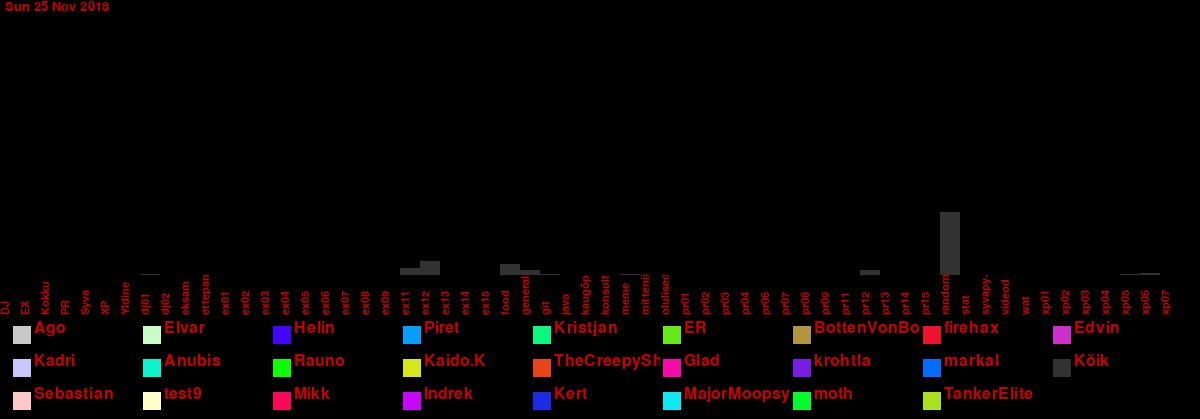 Sun 25 Nov 2018
DJ EX Kokku PR Syva XP Yldine dj01 dj02 eksam ettepan ex01 ex02 ex03 ex04 ex05 ex06 ex07 ex08 ex09 ex11 ex12 ex13 ex14 ex15 food general git java kaugõp konsult meme mittenii olulised pr01 pr02 pr03 pr04 pr06 pr07 pr08 pr09 pr11 pr12 pr13 pr14 pr15 random stat syvapy- videod wat xp01 xp02 xp03 xp04 xp05 xp06 xp07
Ago Elvar Helin Piret Kristjan ER BottenVonBo firehax Edvin
Kadri Anubis Rauno Kaido.K TheCreepySh Glad krohtla markal Kõik
Sebastian test9 Mikk Indrek Kert MajorMoopsy moth TankerElite